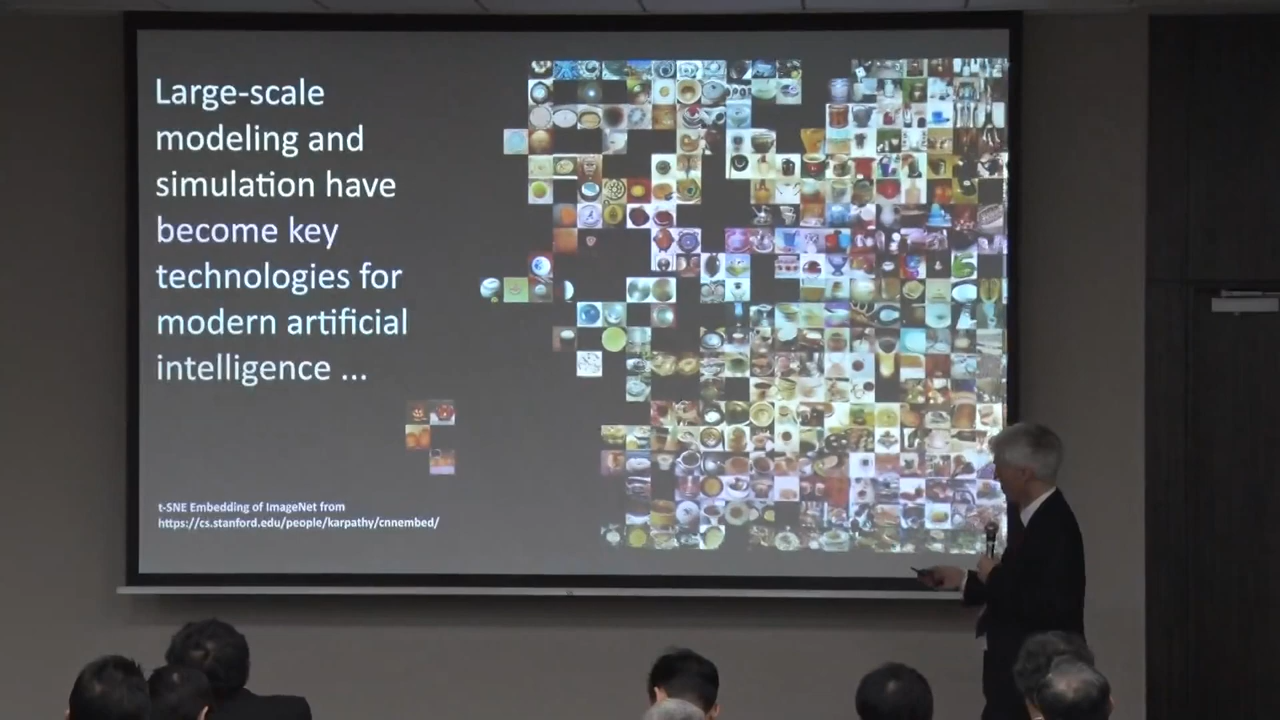 Large-scale
modeling and
simulation have
become key
technologies for
modern artificial
intelligence ...
t-SNE Embedding of ImageNet from
https://cs.stanford.edu/people/karpathy/cnnembed/